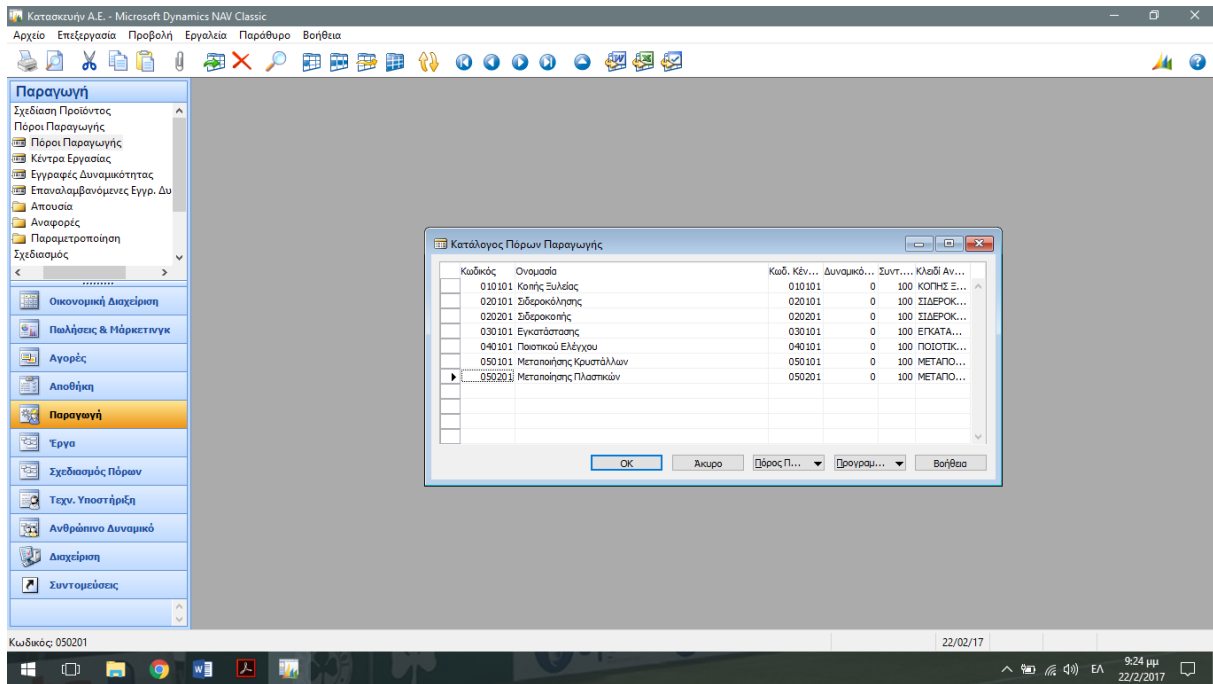 Κατασκευήν Α.Ε. - Microsoft Dynamics NAV Classic
Αρχείο Επεξεργασία Προβολή Εργαλεία Παράθυρο Βοήθεια
Παραγωγή
Σχεδίαση Προϊόντος
Πόροι Παραγωγής
Πόροι Παραγωγής
Κέντρα Εργασίας
Εγγραφές Δυναμικότητας
Επαναλαμβανόμενες Εγγρ. Δυ
Απουσία
Αναφορές
Παραμετροποίηση
Σχεδιασμός
Οικονομική Διαχείριση
Πωλήσεις & Μάρκετινγκ
Αγορές
Αποθήκη
Παραγωγή
Έργα
Σχεδιασμός Πόρων
Τεχν. Υποστήριξη
Ανθρώπινο Δυναμικό
Διαχείριση
Συντομεύσεις
Κατάλογος Πόρων Παραγωγής
Κωδικός Ονομασία Κωδ. Κέν... Δυναμικό... Συντ.... Κλειδί Αν...
010101 Κοπής Ξυλείας 010101 0 100 ΚΟΠΗΣ Ξ...
020101 Σιδεροκόλησης 020101 0 100 ΣΙΔΕΡΟΚ...
020201 Σιδεροκοπής 020201 0 100 ΣΙΔΕΡΟΚ...
030101 Εγκατάστασης 030101 0 100 ΕΓΚΑΤΑ...
040101 Ποιοτικού Ελέγχου 040101 0 100 ΠΟΙΟΤΙΚ...
050101 Μεταποιήσης Κρυστάλλων 050101 0 100 ΜΕΤΑΠΟ...
050201 Μεταποίησης Πλαστικών 050201 0 100 ΜΕΤΑΠΟ...
OK Άκυρο Πόρος Π... Προγραμ... Βοήθεια
Κωδικός: 050201 22/02/17
ΕΛ 9:24 μμ
22/2/2017